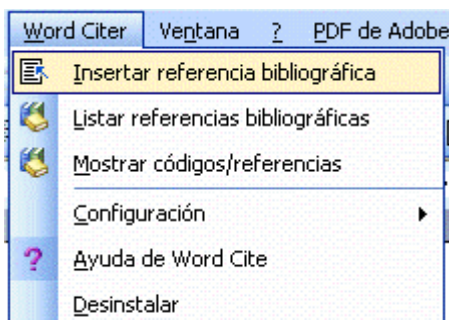 Word Citer Ventana ? PDF de Adobe
Insertar referencia bibliográfica
Listar referencias bibliográficas
Mostrar códigos/referencias
Configuración
Ayuda de Word Cite
Desinstalar